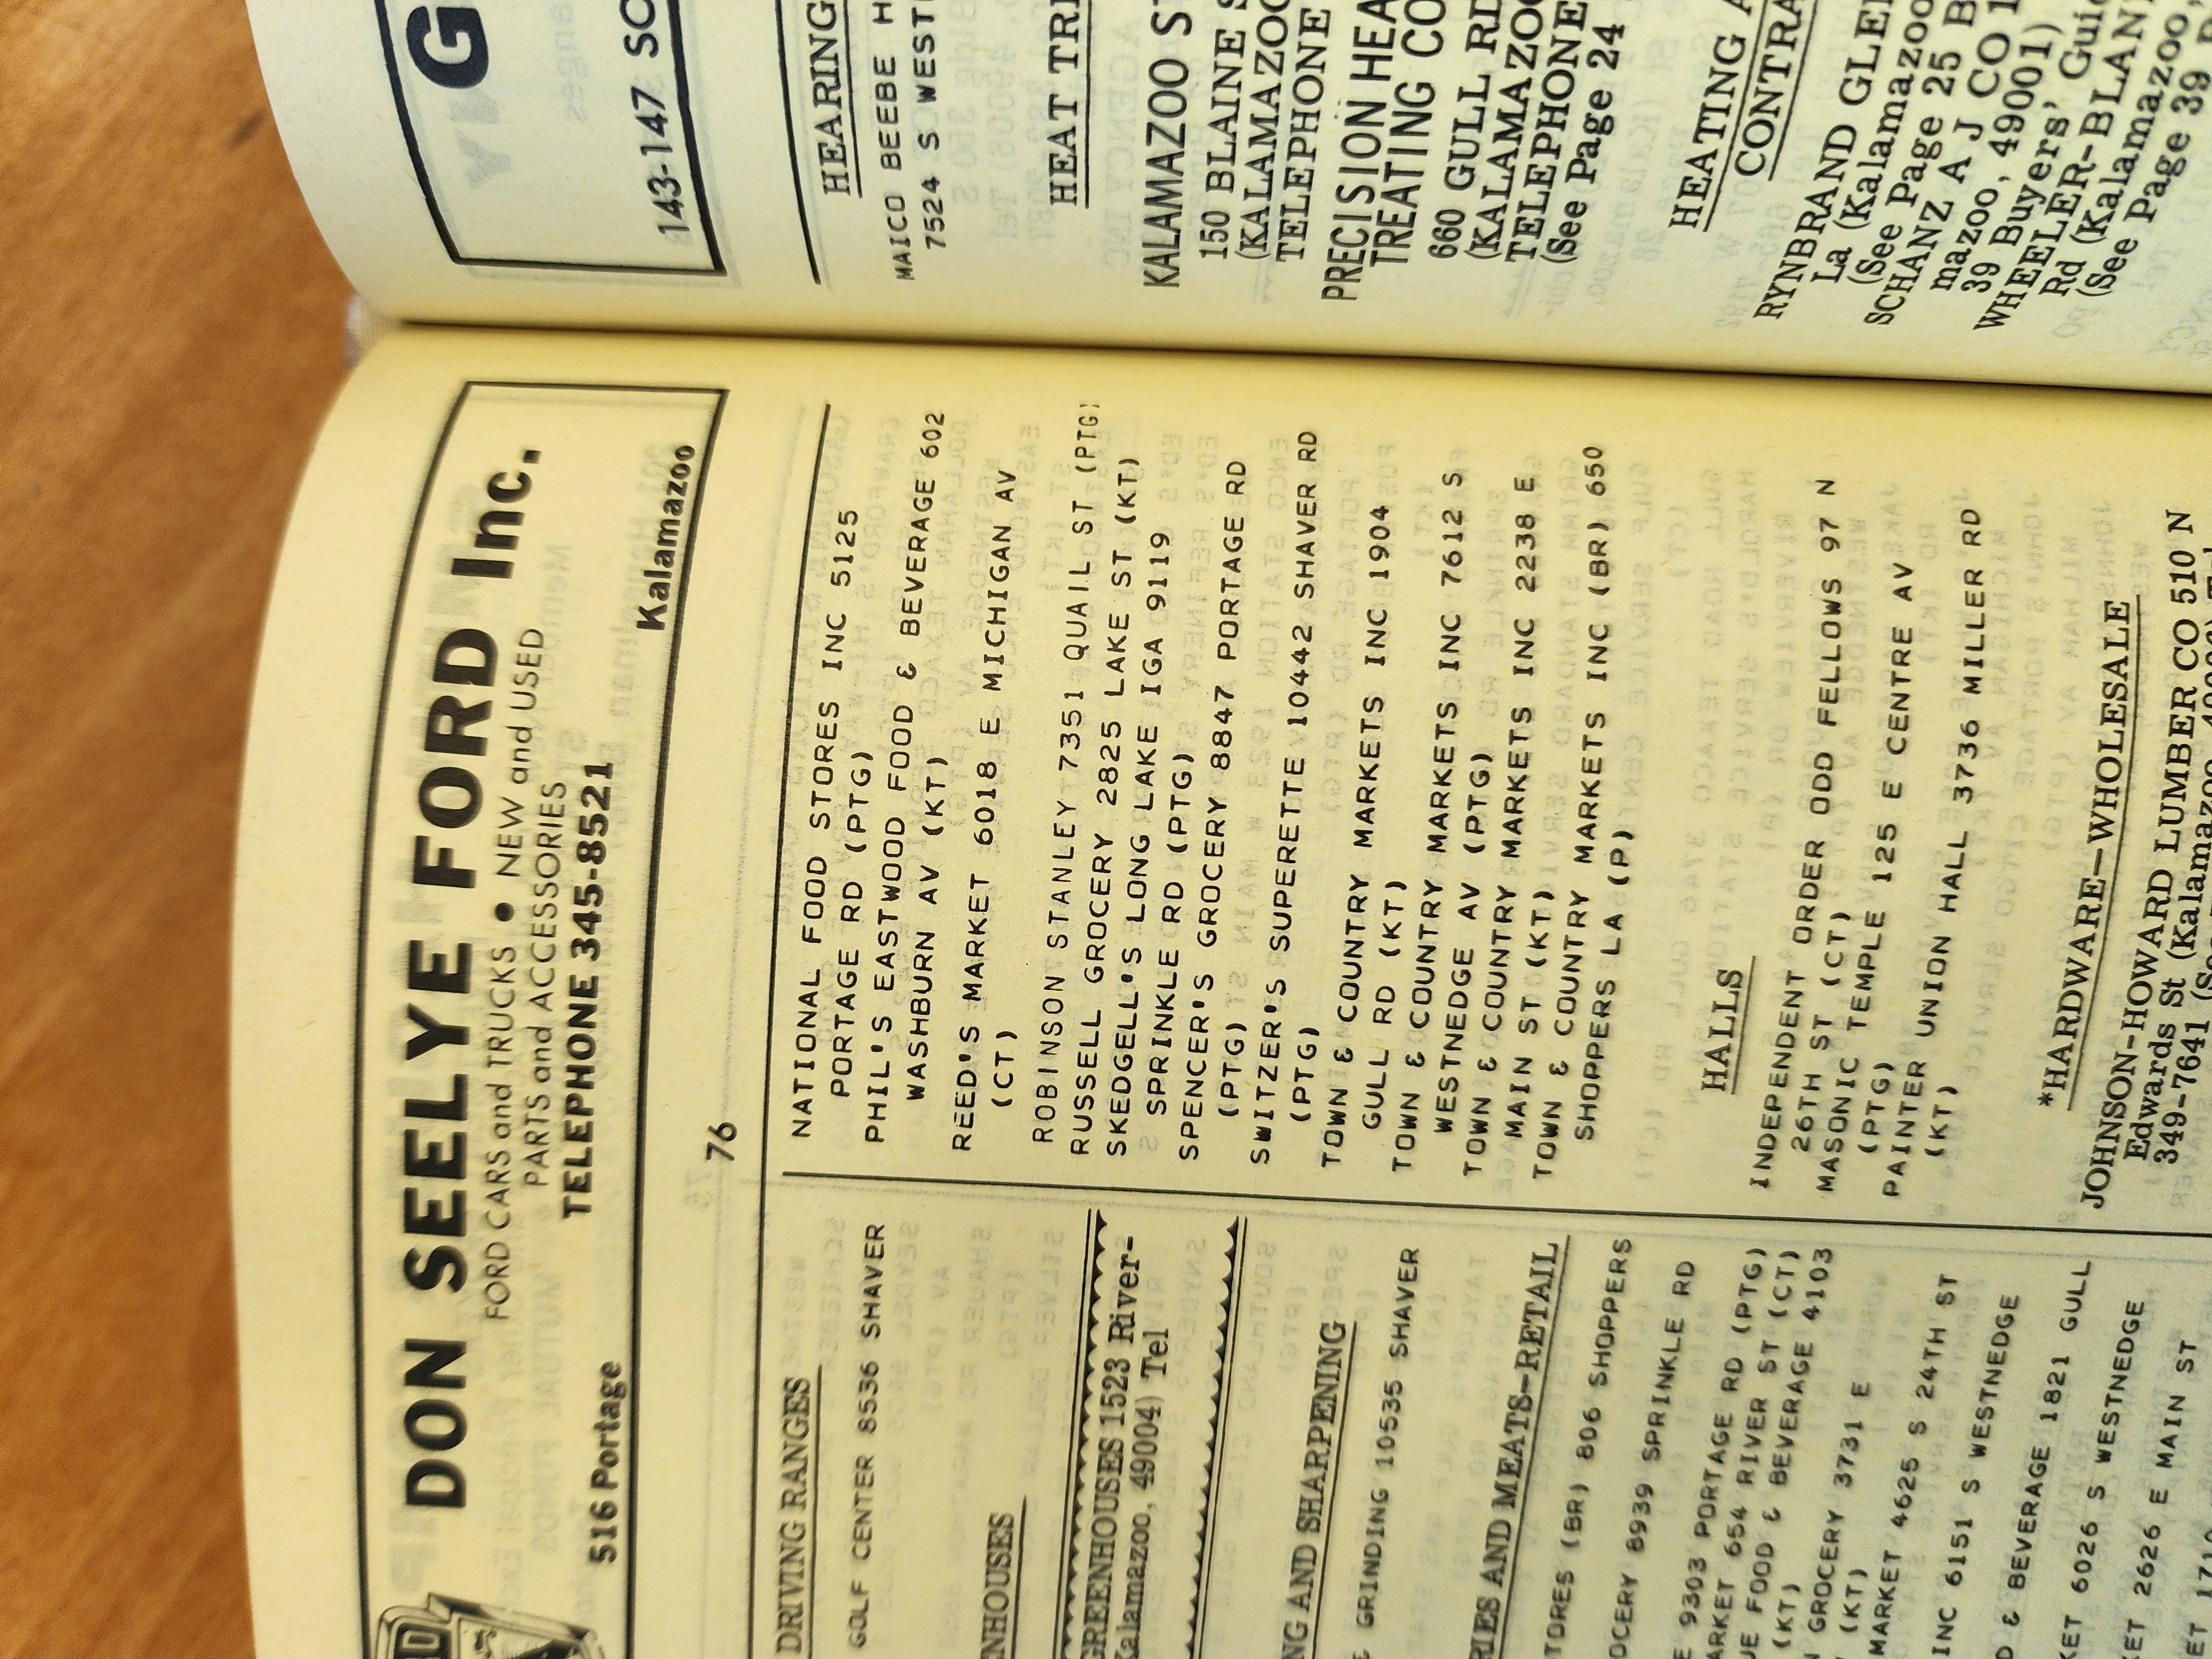 DON SEELYE FORD Inc.
FORD CARS and TRUCKS • NEW and USED
PARTS and ACCESSORIES
TELEPHONE 345-8521
516 Portage
Kalamazoo
76
DRIVING RANGES
GOLF CENTER 8536 SHAVER
GREENHOUSES 1523 River-
Kalamazoo, 49004) Tel
AND SHARPENING
GRINDING 10535 SHAVER
AND MEATS—RETAIL
(BR) 806 SHOPPERS
8939 SPRINKLE RD
9303 PORTAGE RD (PTG)
654 RIVER ST (CT)
FOOD & BEVERAGE 4103
(KT)
GROCERY 3731 E
(KT)
MARKET 4625 S 24TH ST
INC 6151 S WESTNEDGE
& BEVERAGE 1821 GULL
6026 S WESTNEDGE
2626 E MAIN ST
NATIONAL FOOD STORES INC 5125
PORTAGE RD (PTG)
PHIL'S EASTWOOD FOOD & BEVERAGE 602
WASHBURN AV (KT)
REED'S MARKET 6018 E MICHIGAN AV
(CT)
ROBINSON STANLEY 7351 QUAIL ST (PTG)
RUSSELL GROCERY 2825 LAKE ST (KT)
SKEDGELL'S LONG LAKE IGA 9119
SPRINKLE RD (PTG)
SPENCER'S GROCERY 8847 PORTAGE RD
(PTG)
SWITZER'S SUPERETTE 10442 SHAVER RD
(PTG)
TOWN & COUNTRY MARKETS INC 1904
GULL RD (KT)
TOWN & COUNTRY MARKETS INC 7612 S
WESTNEDGE AV (PTG)
TOWN & COUNTRY MARKETS INC 2238 E
MAIN ST (KT)
TOWN & COUNTRY MARKETS INC (BR) 650
SHOPPERS LA (P)
HALLS
INDEPENDENT ORDER ODD FELLOWS 97 N
26TH ST (CT)
MASONIC TEMPLE 125 E CENTRE AV
(PTG)
PAINTER UNION HALL 3736 MILLER RD
(KT)
*HARDWARE—WHOLESALE
JOHNSON-HOWARD LUMBER CO 510 N
Edwards St (Kalamazoo,
349-7641
G
143-147 SO
HEARING
MAICO BEEBE H
7524 S WEST
HEAT TR
KALAMAZOO S
150 BLAINE
(KALAMAZOO
TELEPHONE
PRECISION HEA
TREATING CO
660 GULL RD
(KALAMAZOO
TELEPHONE
(See Page 24
HEATING A
CONTRA
RYNBRAND GLE
La (Kalamazoo
(See Page 25 B
SCHANZ A J CO 1
mazoo, 49001)
39 Buyers' Gui
WHEELER-BLAN
Rd (Kalamazoo,
(See Page 39